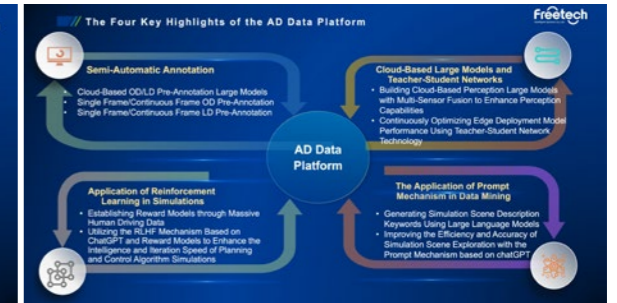 The Four Key Highlights of the AD Data Platform
Freetech
Semi-Automatic Annotation
Cloud-Based OD/LD Pre-Annotation Large Models
Single Frame/Continuous Frame OD Pre-Annotation
Single Frame/Continuous Frame LD Pre-Annotation
Cloud-Based Large Models and
Teacher-Student Networks
Building Cloud-Based Perception Large Models
with Multi-Sensor Fusion to Enhance Perception
Capabilities
Continuously Optimizing Edge Deployment Model
Performance Using Teacher-Student Network
Technology
AD Data
Platform
Application of Reinforcement
Learning in Simulations
Establishing Reward Models through Massive
Human Driving Data
Utilizing the RLHF Mechanism Based on
ChatGPT and Reward Models to Enhance the
Intelligence and Iteration Speed of Planning
and Control Algorithm Simulations
The Application of Prompt
Mechanism in Data Mining
Generating Simulation Scene Description
Keywords Using Large Language Models
Improving the Efficiency and Accuracy of
Simulation Scene Exploration with the
Prompt Mechanism based on chatGPT